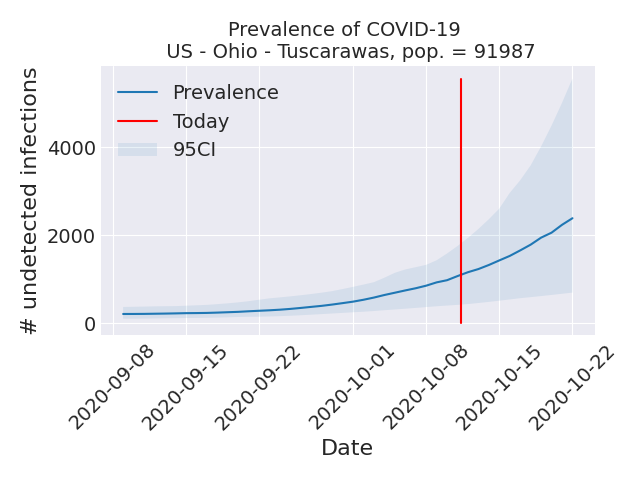 Prevalence of COVID-19
US - Ohio - Tuscarawas, pop. = 91987
# undetected infections
4000
2000
0
Prevalence
Today
95CI
2020-09-08
2020-09-15
2020-09-22
2020-10-01
2020-10-08
2020-10-15
2020-10-22
Date